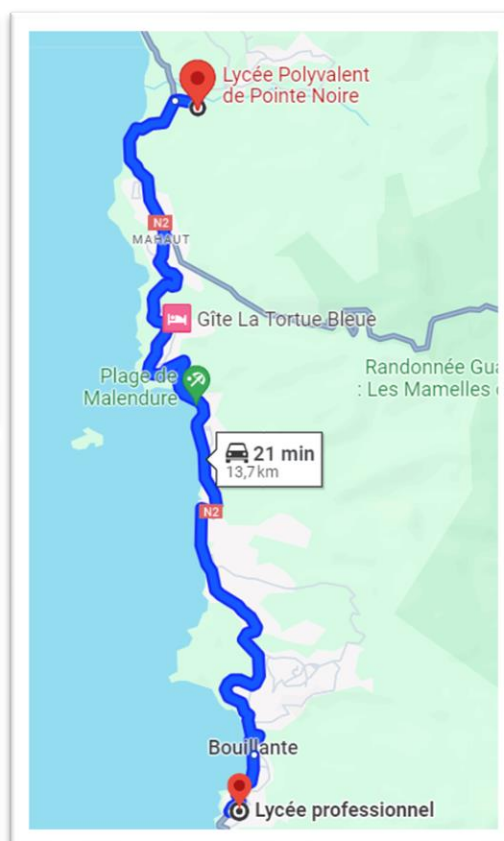 Lycée Polyvalent
de Pointe Noire
N2
MAHAUT
Gîte La Tortue Bleue
Randonnée Gua
: Les Mamelles
Plage de
Malendure
21 min
13,7 km
N2
Bouillante
Lycée professionnel